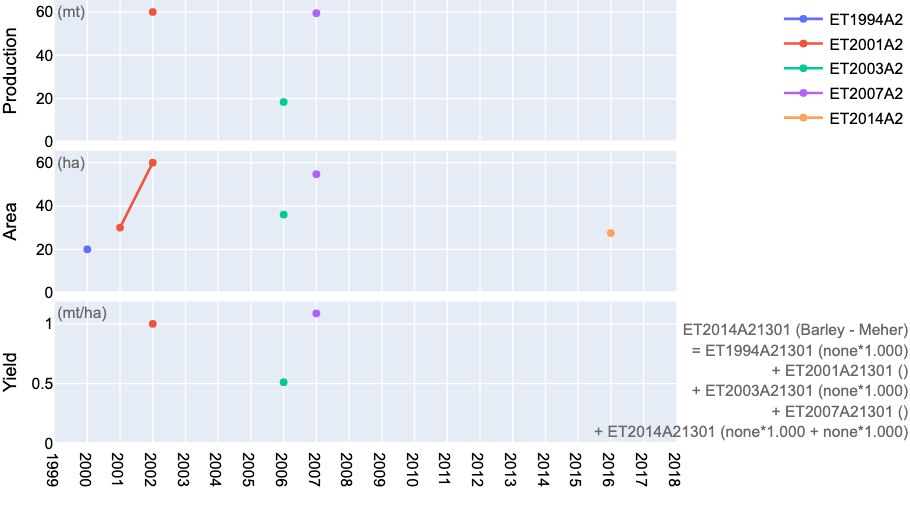 Production
(mt)
60
40
20
0
ET1994A2
ET2001A2
ET2003A2
ET2007A2
ET2014A2
Area
(ha)
60
40
20
0
Yield
(mt/ha)
1
0.5
0
ET2014A21301 (Barley - Meher)
= ET1994A21301 (none*1.000)
+ ET2001A21301 ()
+ ET2003A21301 (none*1.000)
+ ET2007A21301 ()
+ ET2014A21301 (none*1.000 + none*1.000)
1999 2000 2001 2002 2003 2004 2005 2006 2007 2008 2009 2010 2011 2012 2013 2014 2015 2016 2017 2018